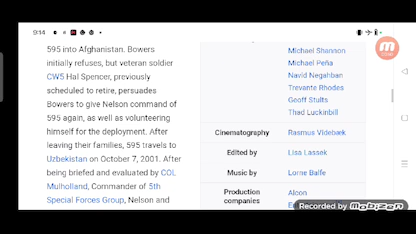 9:14
595 into Afghanistan. Bowers
initially refuses, but veteran soldier
CW5 Hal Spencer, previously
scheduled to retire, persuades
Bowers to give Nelson command of
595 again, as well as volunteering
himself for the deployment. After
leaving their families, 595 travels to
Uzbekistan on October 7, 2001. After
being briefed and evaluated by COL
Mulholland, Commander of 5th
Special Forces Group, Nelson and
Michael Shannon
Michael Peña
Navid Negahban
Trevante Rhodes
Geoff Stults
Thad Luckinbill
Cinematography Rasmus Videbæk
Edited by Lisa Lassek
Music by Lorne Balfe
Production
companies
Alcon
Recorded by Mobizen